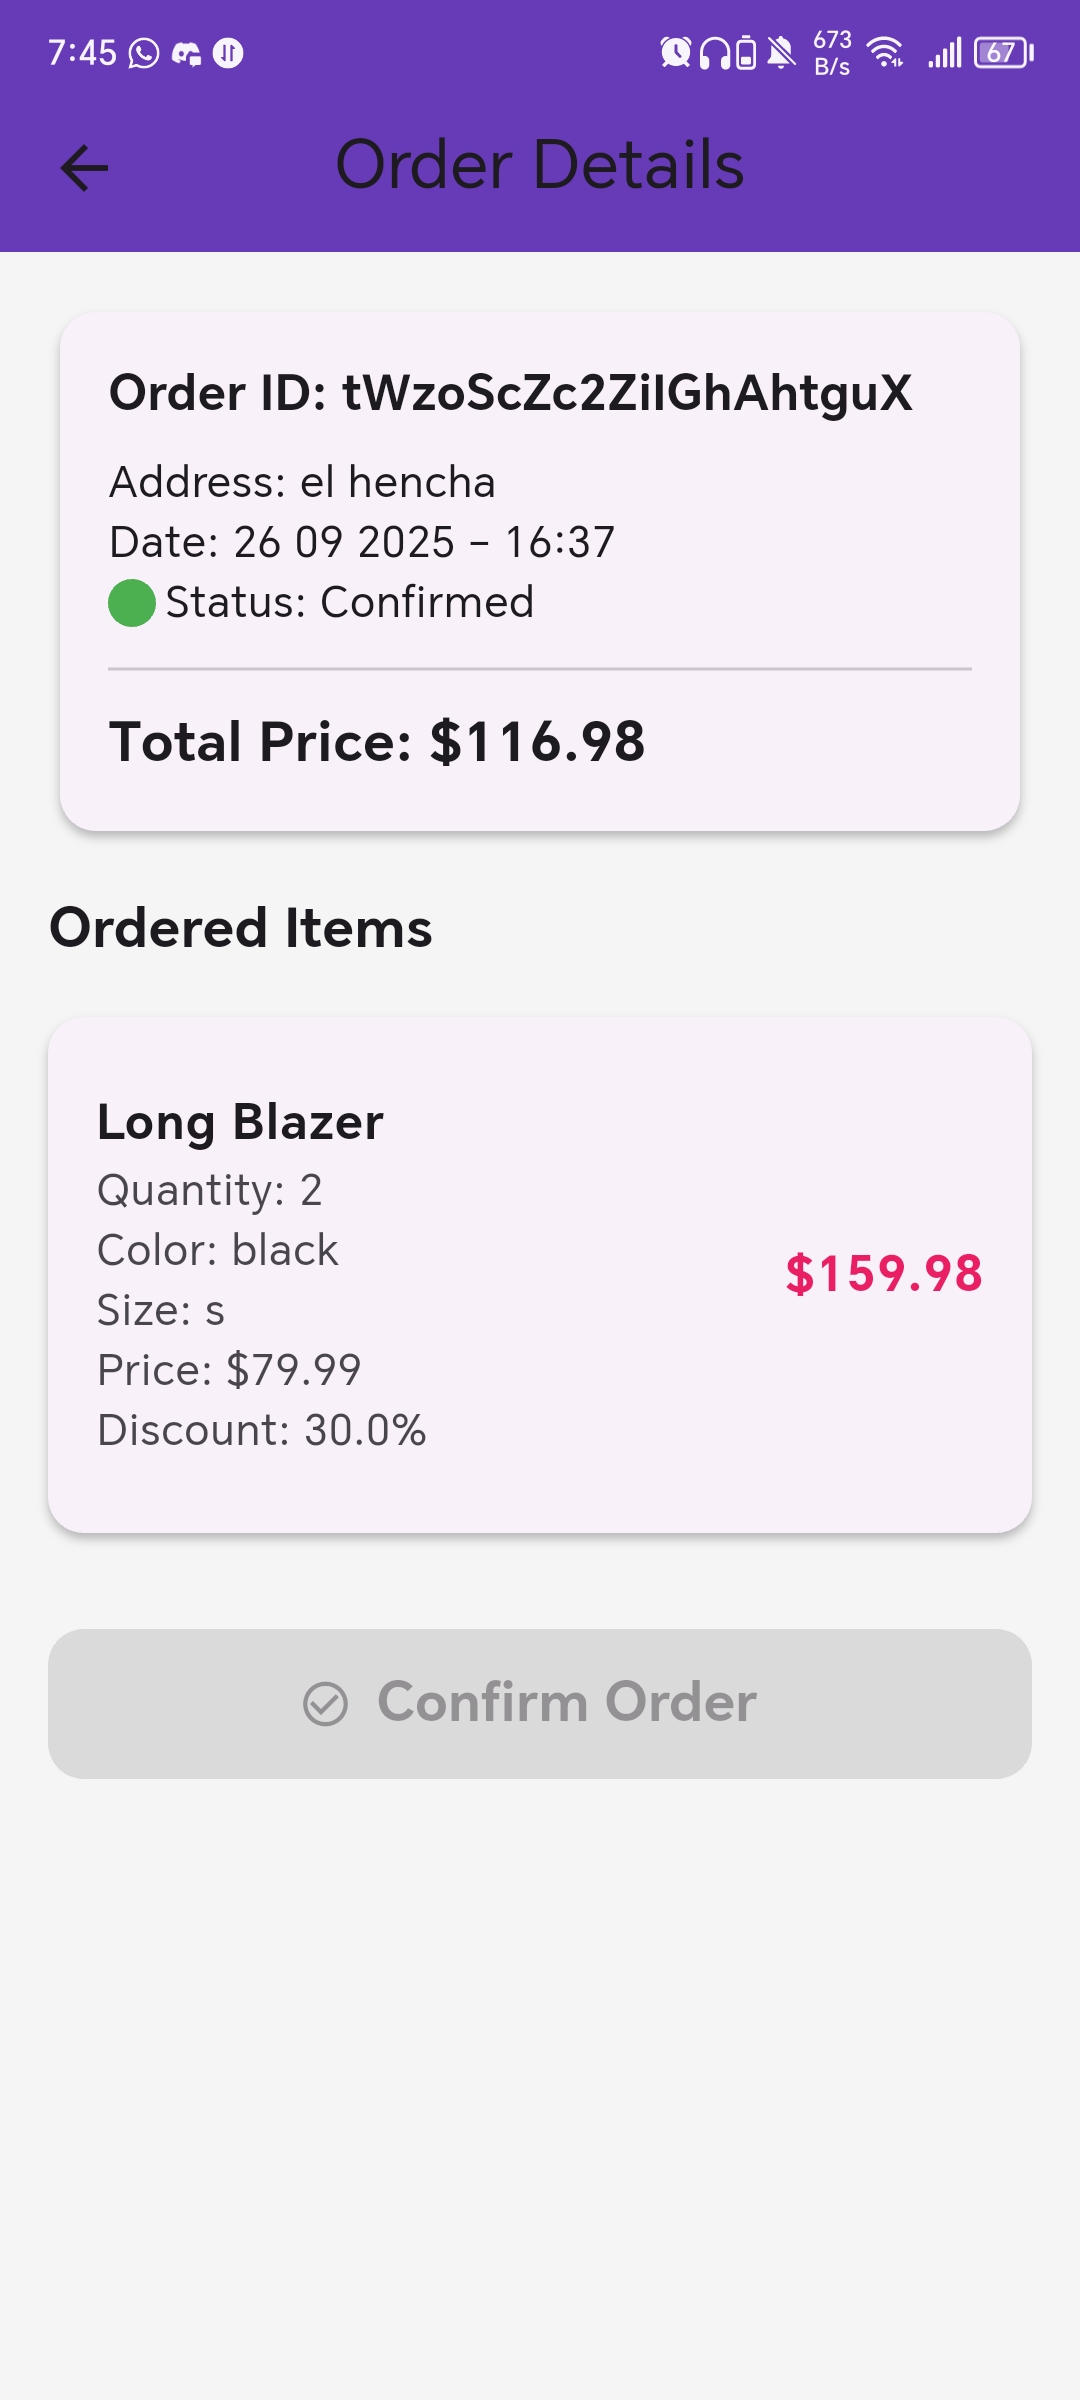 7:45
673
B/s
67
Order Details
Order ID: tWzoScZc2ZilGhAhtguX
Address: el hencha
Date: 26 09 2025 – 16:37
Status: Confirmed
Total Price: $116.98
Ordered Items
Long Blazer
Quantity: 2
Color: black
Size: s
Price: $79.99
Discount: 30.0%
$159.98
Confirm Order